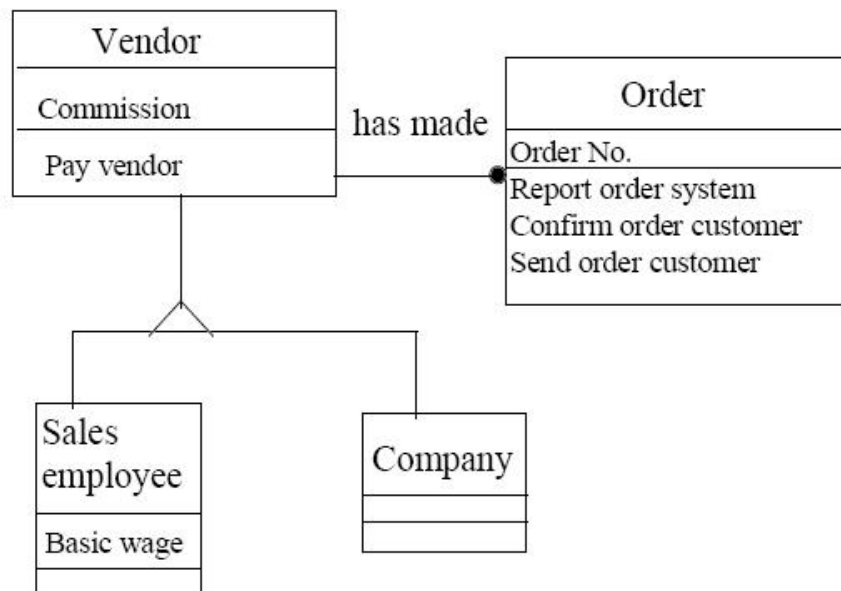 Vendor
Commission
Pay vendor
has made
Order
Order No.
Report order system
Confirm order customer
Send order customer
Sales
employee
Basic wage
Company